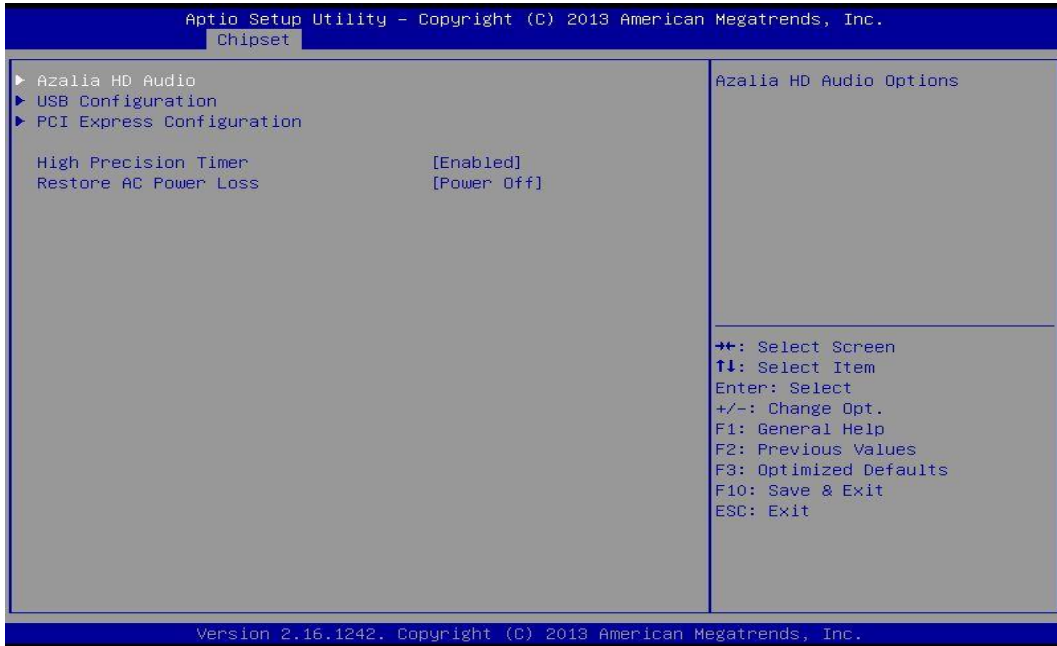 Aptio Setup Utility – Copyright (C) 2013 American Megatrends, Inc.
Chipset
▶ Azalia HD Audio
▶ USB Configuration
▶ PCI Express Configuration
High Precision Timer [Enabled]
Restore AC Power Loss [Power Off]
Azalia HD Audio Options
→←: Select Screen
↑↓: Select Item
Enter: Select
+/-: Change Opt.
F1: General Help
F2: Previous Values
F3: Optimized Defaults
F10: Save & Exit
ESC: Exit
Version 2.16.1242. Copyright (C) 2013 American Megatrends, Inc.